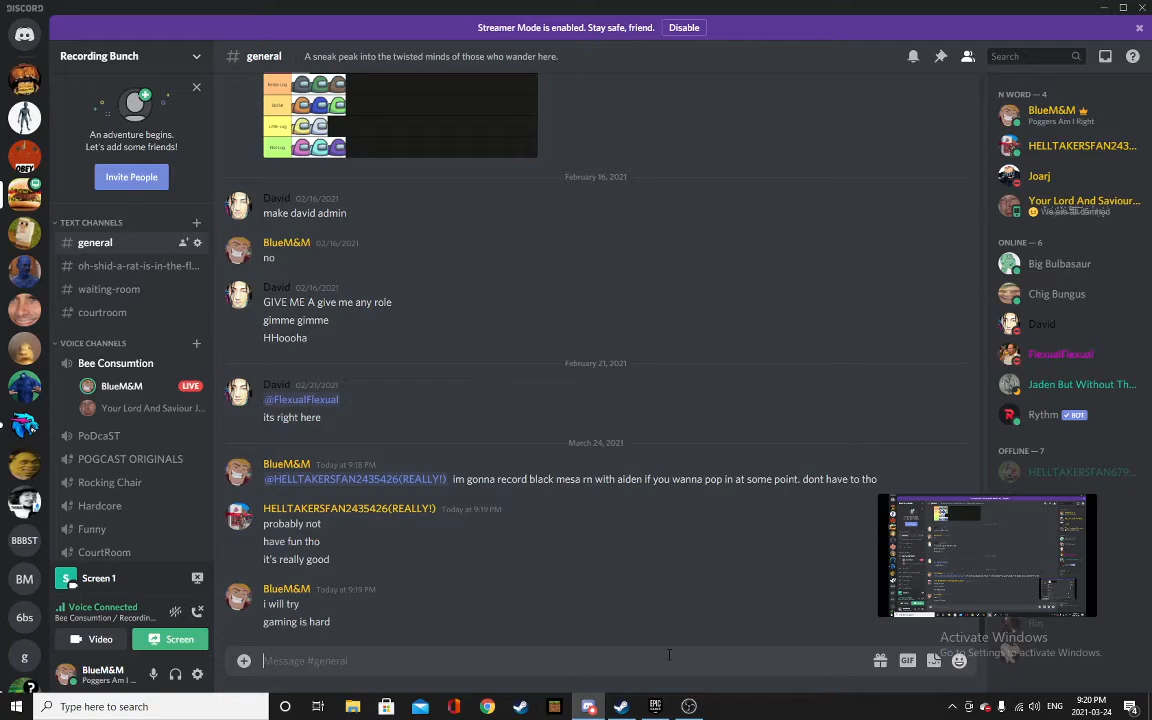 DISCORD
Streamer Mode is enabled. Stay safe, friend. Disable
Recording Bunch
# general A sneak peak into the twisted minds of those who wander here.
Search
An adventure begins.
Let's add some friends!
Invite People
TEXT CHANNELS
# general
# oh-shid-a-rat-is-in-the-fl...
# waiting-room
# courtroom
VOICE CHANNELS
Bee Consumtion
BlueM&M LIVE
Your Lord And Saviour J...
PoDcaST
POGCAST ORIGINALS
Rocking Chair
Hardcore
Funny
CourtRoom
Screen 1
Voice Connected
Bee Consumtion / Recordin...
Video
Screen
BlueM&M
Poggers Am I ...
OBEY
BBBST
BM
6bs
g
February 16, 2021
David 02/16/2021
make david admin
BlueM&M 02/16/2021
no
David 02/16/2021
GIVE ME A give me any role
gimme gimme
HHoooha
February 21, 2021
David 02/21/2021
@FlexualFlexual
its right here
March 24, 2021
BlueM&M Today at 9:18 PM
@HELLTAKERSFAN2435426(REALLY!) im gonna record black mesa rn with aiden if you wanna pop in at some point. dont have to tho
HELLTAKERSFAN2435426(REALLY!) Today at 9:19 PM
probably not
have fun tho
it's really good
BlueM&M Today at 9:19 PM
i will try
gaming is hard
Message #general
GIF
N WORD — 4
BlueM&M
Poggers Am I Right
HELLTAKERSFAN243...
Joarj
Your Lord And Saviour...
ONLINE — 6
Big Bulbasaur
Chig Bungus
David
FlexualFlexual
Jaden But Without Th...
Rythm BOT
OFFLINE — 7
HELLTAKERSFAN679...
Rin
Activate Windows
Go to Settings to activate Windows.
Type here to search
EPIC
ENG
9:20 PM
2021-03-24
4